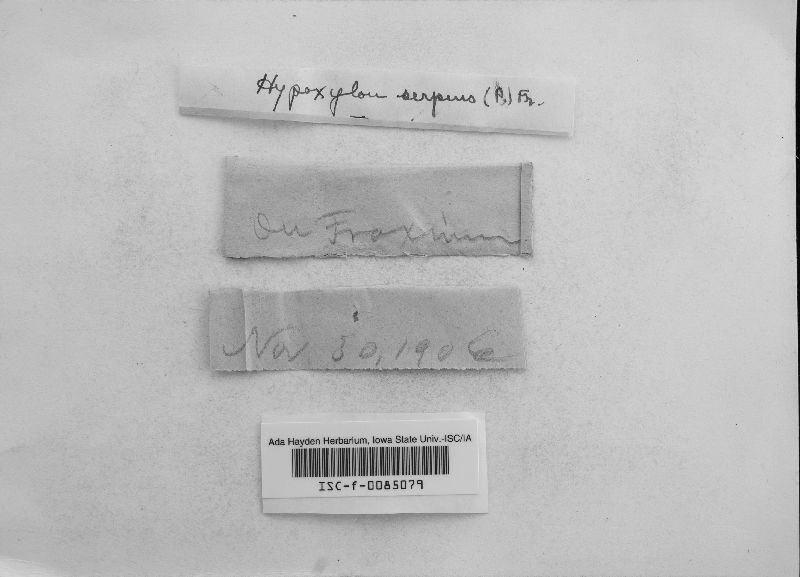 Hypoxylon serpens (P.) Fr.
On Fraxinum
Nov. 30, 1906
Ada Hayden Herbarium, Iowa State Univ.-ISC/IA
ISC-f-0085079